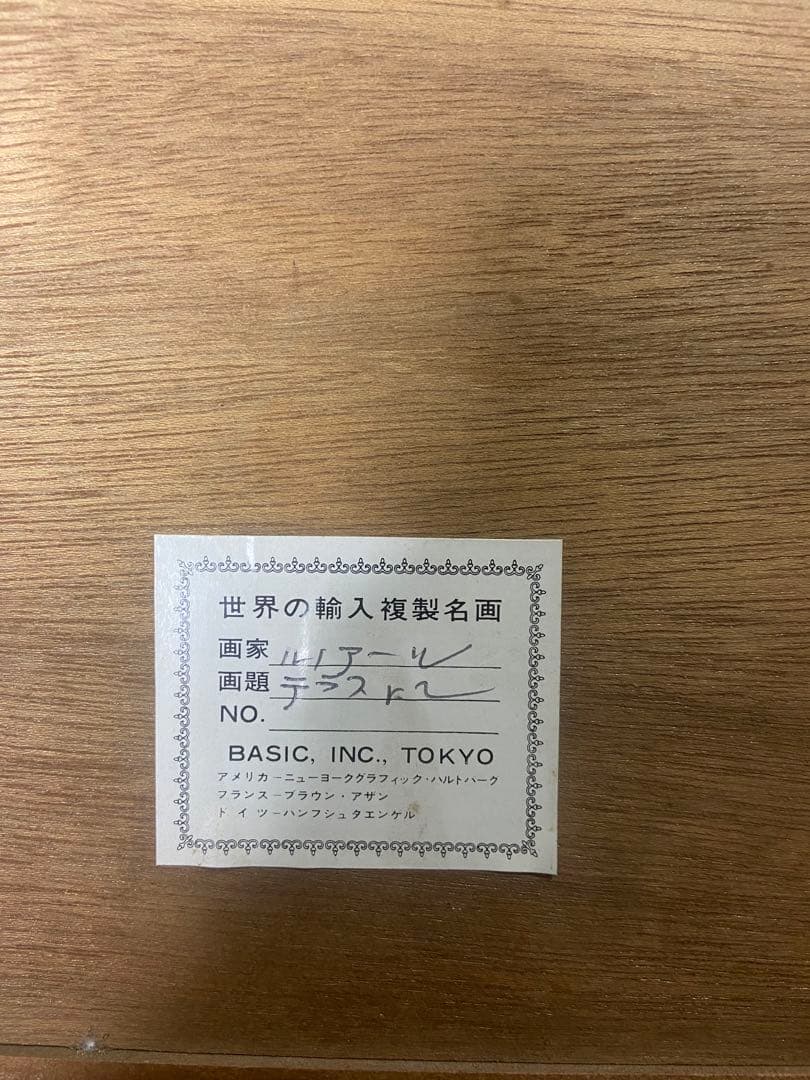 世界の輸入複製名画
画家 ルノアール
画題 テラスにて
NO.
BASIC, INC., TOKYO
アメリカ－ニューヨークグラフィック・ハルトハーク
フランス－ブラウン・アザン
ドイツ－ハンフシュタエンゲル